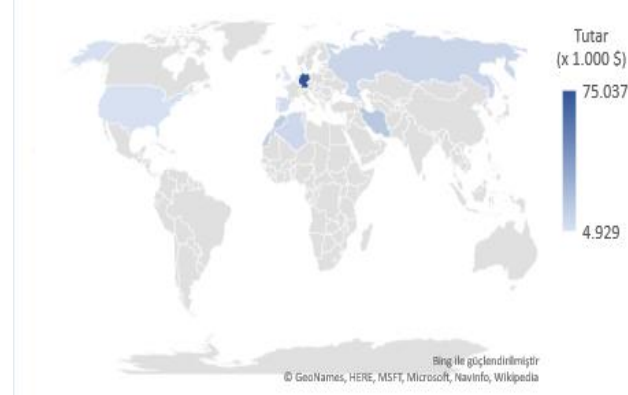 Tutar
(x 1.000 $)
75.037
4.929
Bing ile güçlendirilmiştir
© GeoNames, HERE, MSFT, Microsoft, NavInfo, Wikipedia